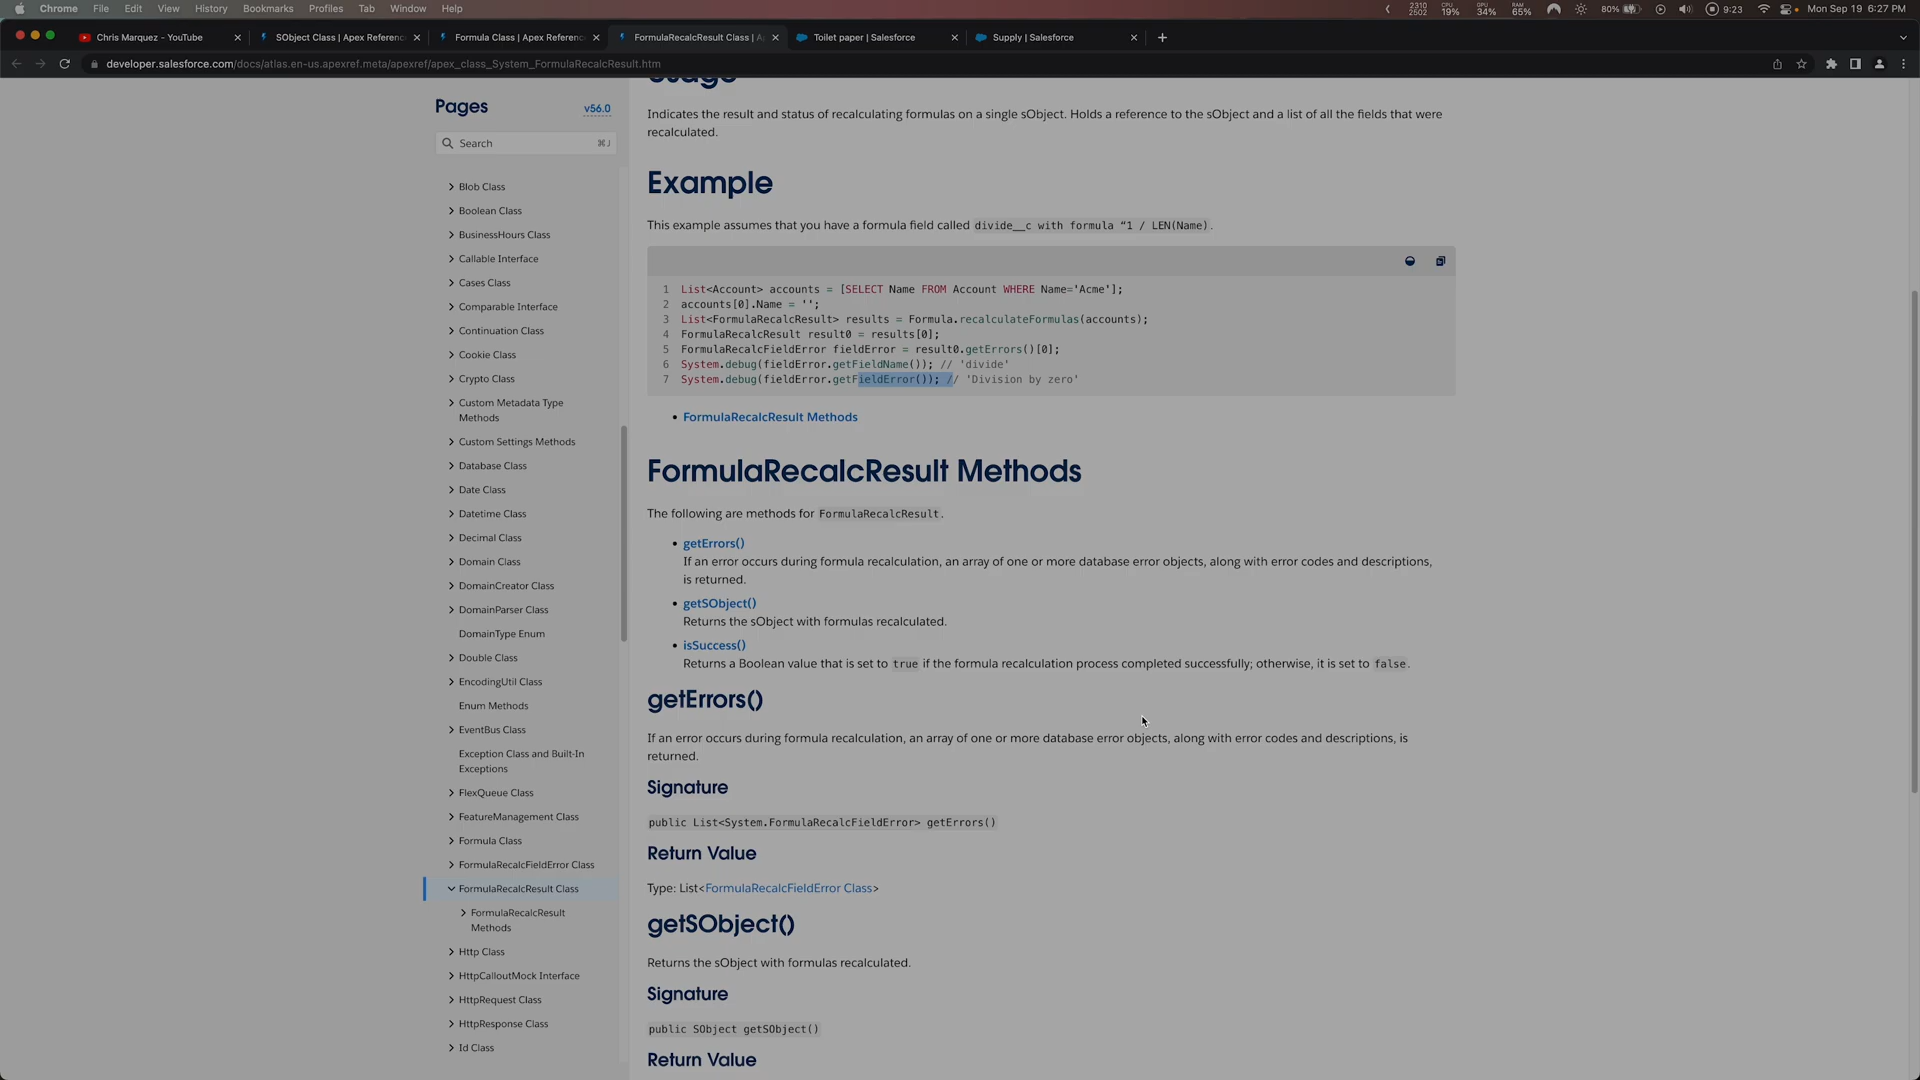 Chrome File Edit View History Bookmarks Profiles Tab Window Help
2310 2502 CPU 19% GPU 34% RAM 65% 80% 9:23 Mon Sep 19 6:27 PM
Chris Marquez - YouTube
SObject Class | Apex Referenc
Formula Class | Apex Referenc
FormulaRecalcResult Class | A
Toilet paper | Salesforce
Supply | Salesforce
developer.salesforce.com/docs/atlas.en-us.apexref.meta/apexref/apex_class_System_FormulaRecalcResult.htm
Pages
v56.0
Search
⌘J
Blob Class
Boolean Class
BusinessHours Class
Callable Interface
Cases Class
Comparable Interface
Continuation Class
Cookie Class
Crypto Class
Custom Metadata Type
Methods
Custom Settings Methods
Database Class
Date Class
Datetime Class
Decimal Class
Domain Class
DomainCreator Class
DomainParser Class
DomainType Enum
Double Class
EncodingUtil Class
Enum Methods
EventBus Class
Exception Class and Built-In
Exceptions
FlexQueue Class
FeatureManagement Class
Formula Class
FormulaRecalcFieldError Class
FormulaRecalcResult Class
FormulaRecalcResult
Methods
Http Class
HttpCalloutMock Interface
HttpRequest Class
HttpResponse Class
Id Class
Usage
Indicates the result and status of recalculating formulas on a single sObject. Holds a reference to the sObject and a list of all the fields that were
recalculated.
Example
This example assumes that you have a formula field called divide__c with formula “1 / LEN(Name).
1 List<Account> accounts = [SELECT Name FROM Account WHERE Name='Acme'];
2 accounts[0].Name = '';
3 List<FormulaRecalcResult> results = Formula.recalculateFormulas(accounts);
4 FormulaRecalcResult result0 = results[0];
5 FormulaRecalcFieldError fieldError = result0.getErrors()[0];
6 System.debug(fieldError.getFieldName()); // 'divide'
7 System.debug(fieldError.getFieldError()); // 'Division by zero'
• FormulaRecalcResult Methods
FormulaRecalcResult Methods
The following are methods for FormulaRecalcResult.
• getErrors()
If an error occurs during formula recalculation, an array of one or more database error objects, along with error codes and descriptions,
is returned.
• getSObject()
Returns the sObject with formulas recalculated.
• isSuccess()
Returns a Boolean value that is set to true if the formula recalculation process completed successfully; otherwise, it is set to false.
getErrors()
If an error occurs during formula recalculation, an array of one or more database error objects, along with error codes and descriptions, is
returned.
Signature
public List<System.FormulaRecalcFieldError> getErrors()
Return Value
Type: List<FormulaRecalcFieldError Class>
getSObject()
Returns the sObject with formulas recalculated.
Signature
public SObject getSObject()
Return Value